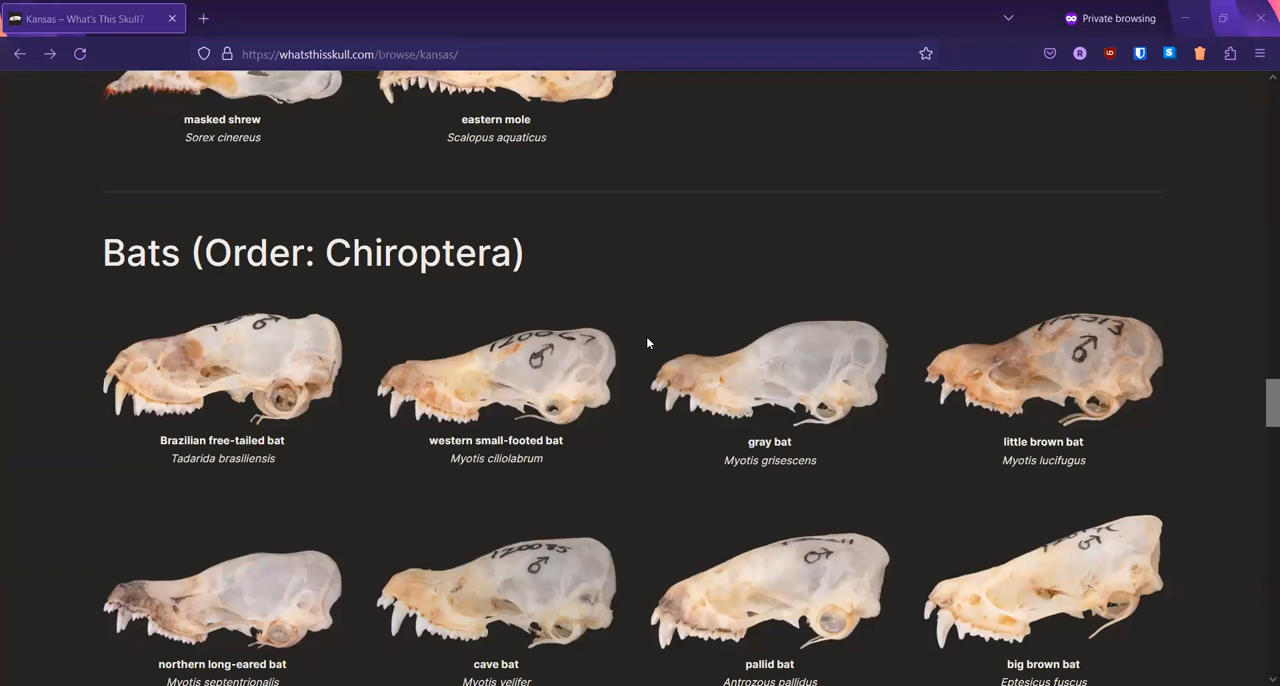 Kansas – What's This Skull?
Private browsing
https://whatsthisskull.com/browse/kansas/
masked shrew
Sorex cinereus
eastern mole
Scalopus aquaticus
Bats (Order: Chiroptera)
Brazilian free-tailed bat
Tadarida brasiliensis
western small-footed bat
Myotis ciliolabrum
gray bat
Myotis grisescens
little brown bat
Myotis lucifugus
120085
northern long-eared bat
Myotis septentrionalis
cave bat
Myotis velifer
pallid bat
Antrozous pallidus
big brown bat
Eptesicus fuscus